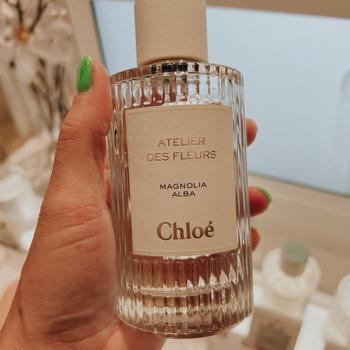 ATELIER
DES FLEURS
MAGNOLIA
ALBA
Chloé